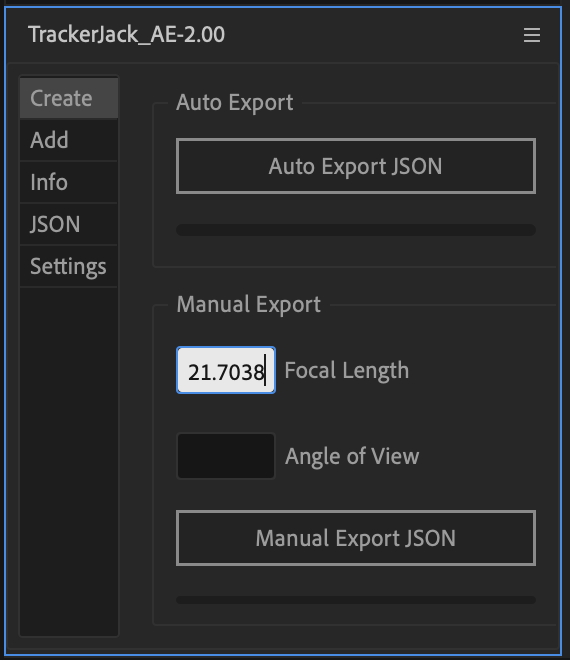 TrackerJack_AE-2.00
Create
Add
Info
JSON
Settings
Auto Export
Auto Export JSON
Manual Export
21.7038 Focal Length
Angle of View
Manual Export JSON